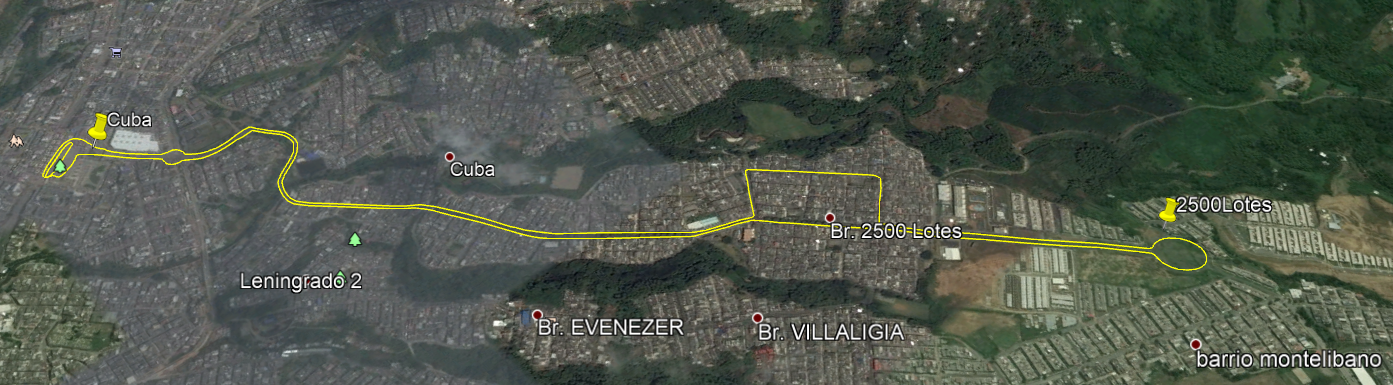 Cuba
Cuba
2500Lotes
Br. 2500 Lotes
Leningrado 2
Br. EVENEZER
Br. VILLALIGIA
barrio montelibano